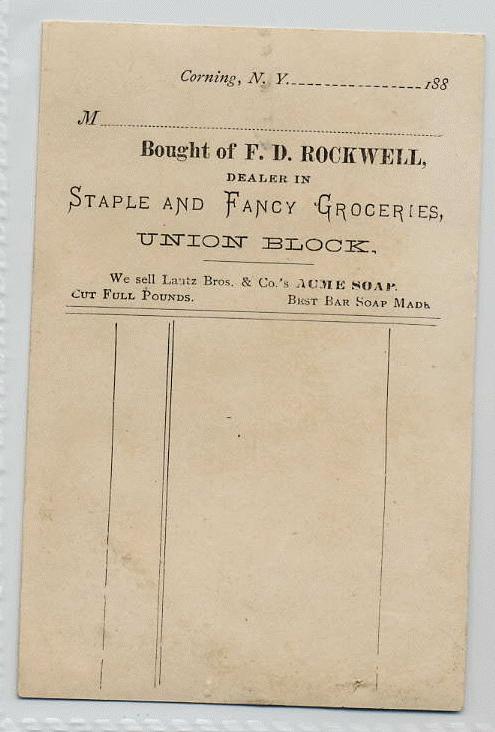 Corning, N. Y. 188
M
Bought of F. D. ROCKWELL,
DEALER IN
STAPLE AND FANCY GROCERIES,
UNION BLOCK.
We sell Lautz Bros. & Co.'s ACME SOAP.
CUT FULL POUNDS. BEST BAR SOAP MADE